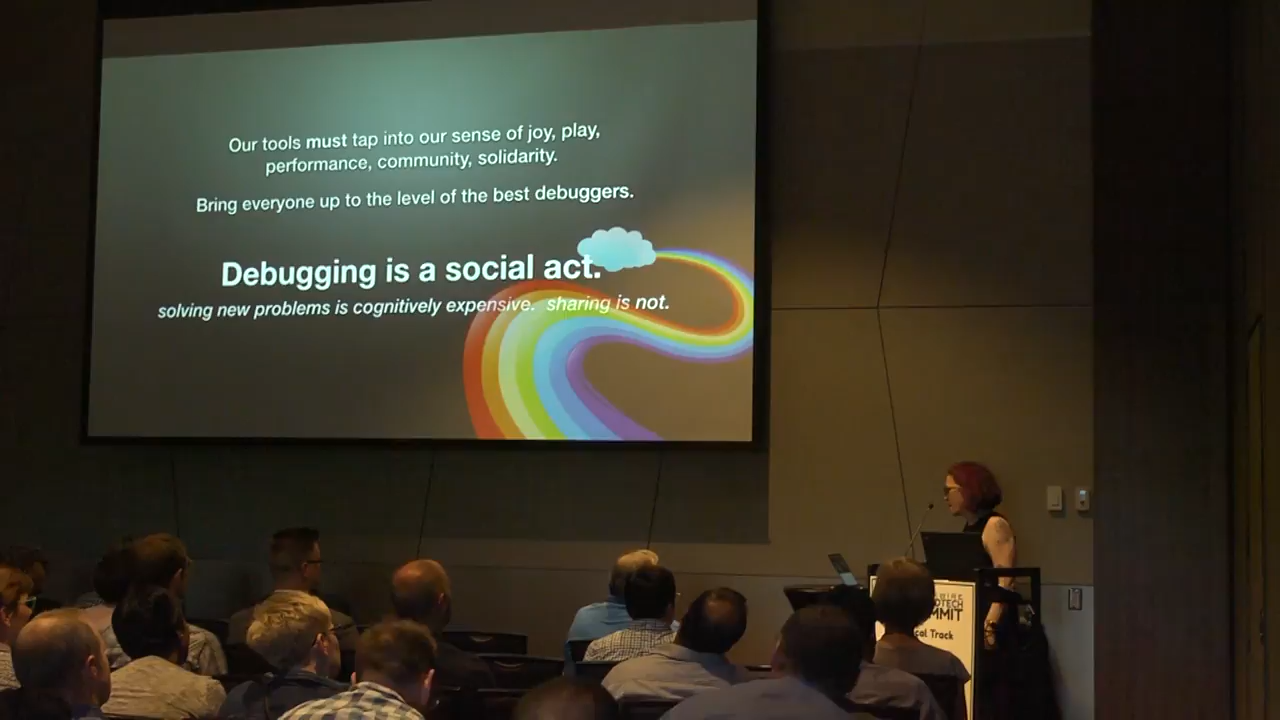 Our tools must tap into our sense of joy, play,
performance, community, solidarity.
Bring everyone up to the level of the best debuggers.
Debugging is a social act.
solving new problems is cognitively expensive. sharing is not.
Track